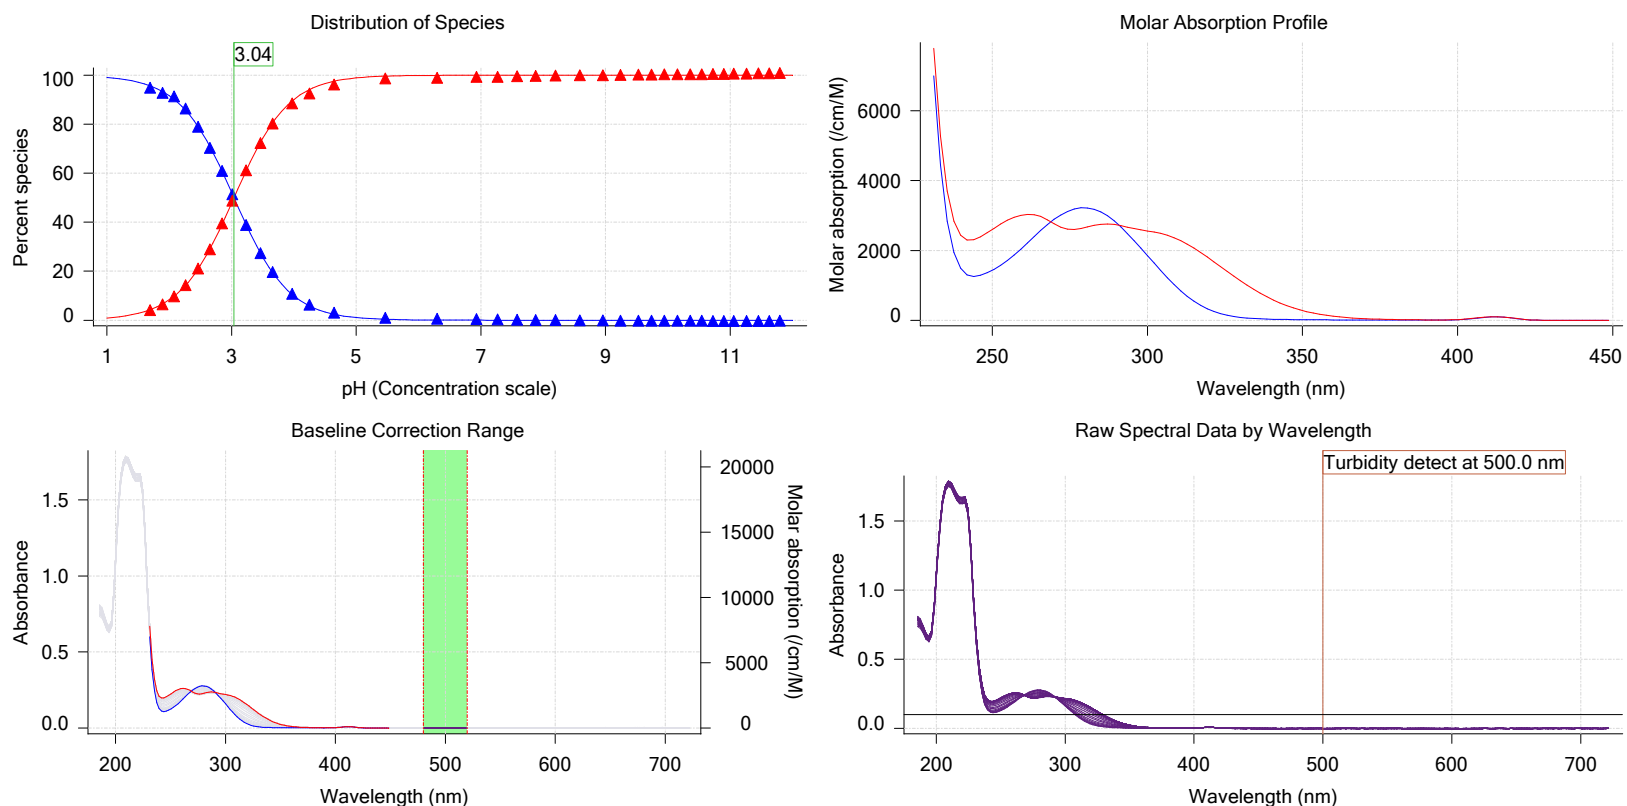 Distribution of Species
3.04
100
80
60
40
20
0
Percent species
1 3 5 7 9 11
pH (Concentration scale)
Molar Absorption Profile
6000
4000
2000
0
Molar absorption (/cm/M)
250 300 350 400 450
Wavelength (nm)
Baseline Correction Range
1.5
1.0
0.5
0.0
Absorbance
20000
15000
10000
5000
0
Molar absorption (/cm/M)
200 300 400 500 600 700
Wavelength (nm)
Raw Spectral Data by Wavelength
Turbidity detect at 500.0 nm
1.5
1.0
0.5
0.0
Absorbance
200 300 400 500 600 700
Wavelength (nm)